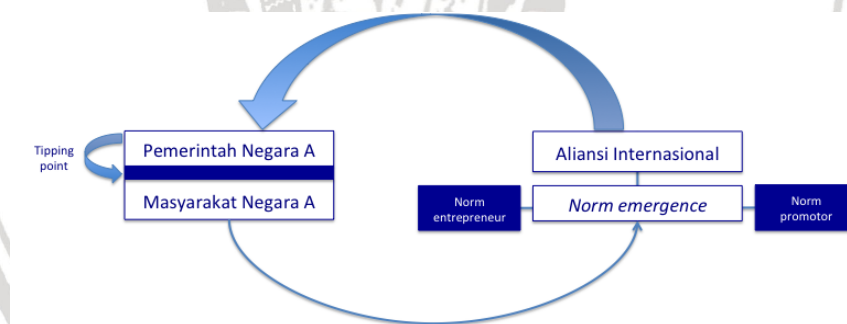 Tipping
point
Pemerintah Negara A
Masyarakat Negara A
Aliansi Internasional
Norm
entrepreneur
Norm emergence
Norm
promotor